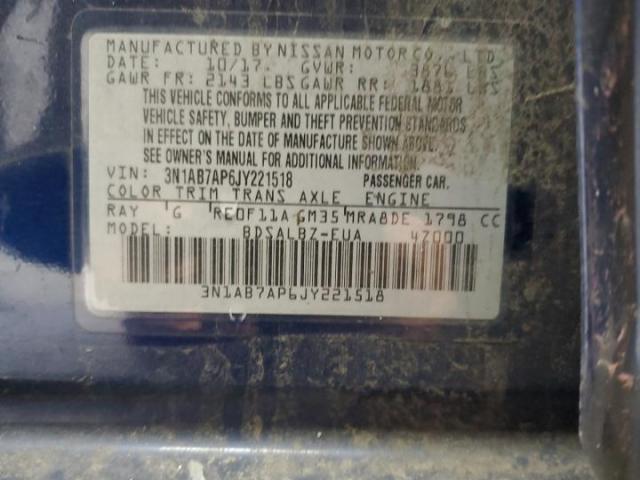 MANUFACTURED BY NISSAN MOTOR CO., LTD.
DATE: 10/17. GVWR:
GAWR FR: 2143 LBS GAWR RR:
THIS VEHICLE CONFORMS TO ALL APPLICABLE FEDERAL MOTOR
VEHICLE SAFETY, BUMPER AND THEFT PREVENTION STANDARDS
IN EFFECT ON THE DATE OF MANUFACTURE SHOWN ABOVE.
SEE OWNER'S MANUAL FOR ADDITIONAL INFORMATION.
VIN: 3N1AB7AP6JY221518 PASSENGER CAR.
COLOR TRIM TRANS AXLE ENGINE
RAY 'G 'RE0F11A GM35'MRA8DE 1798 CC
MODEL: BDSALBZ-EUA 47000
3N1AB7AP6JY221518